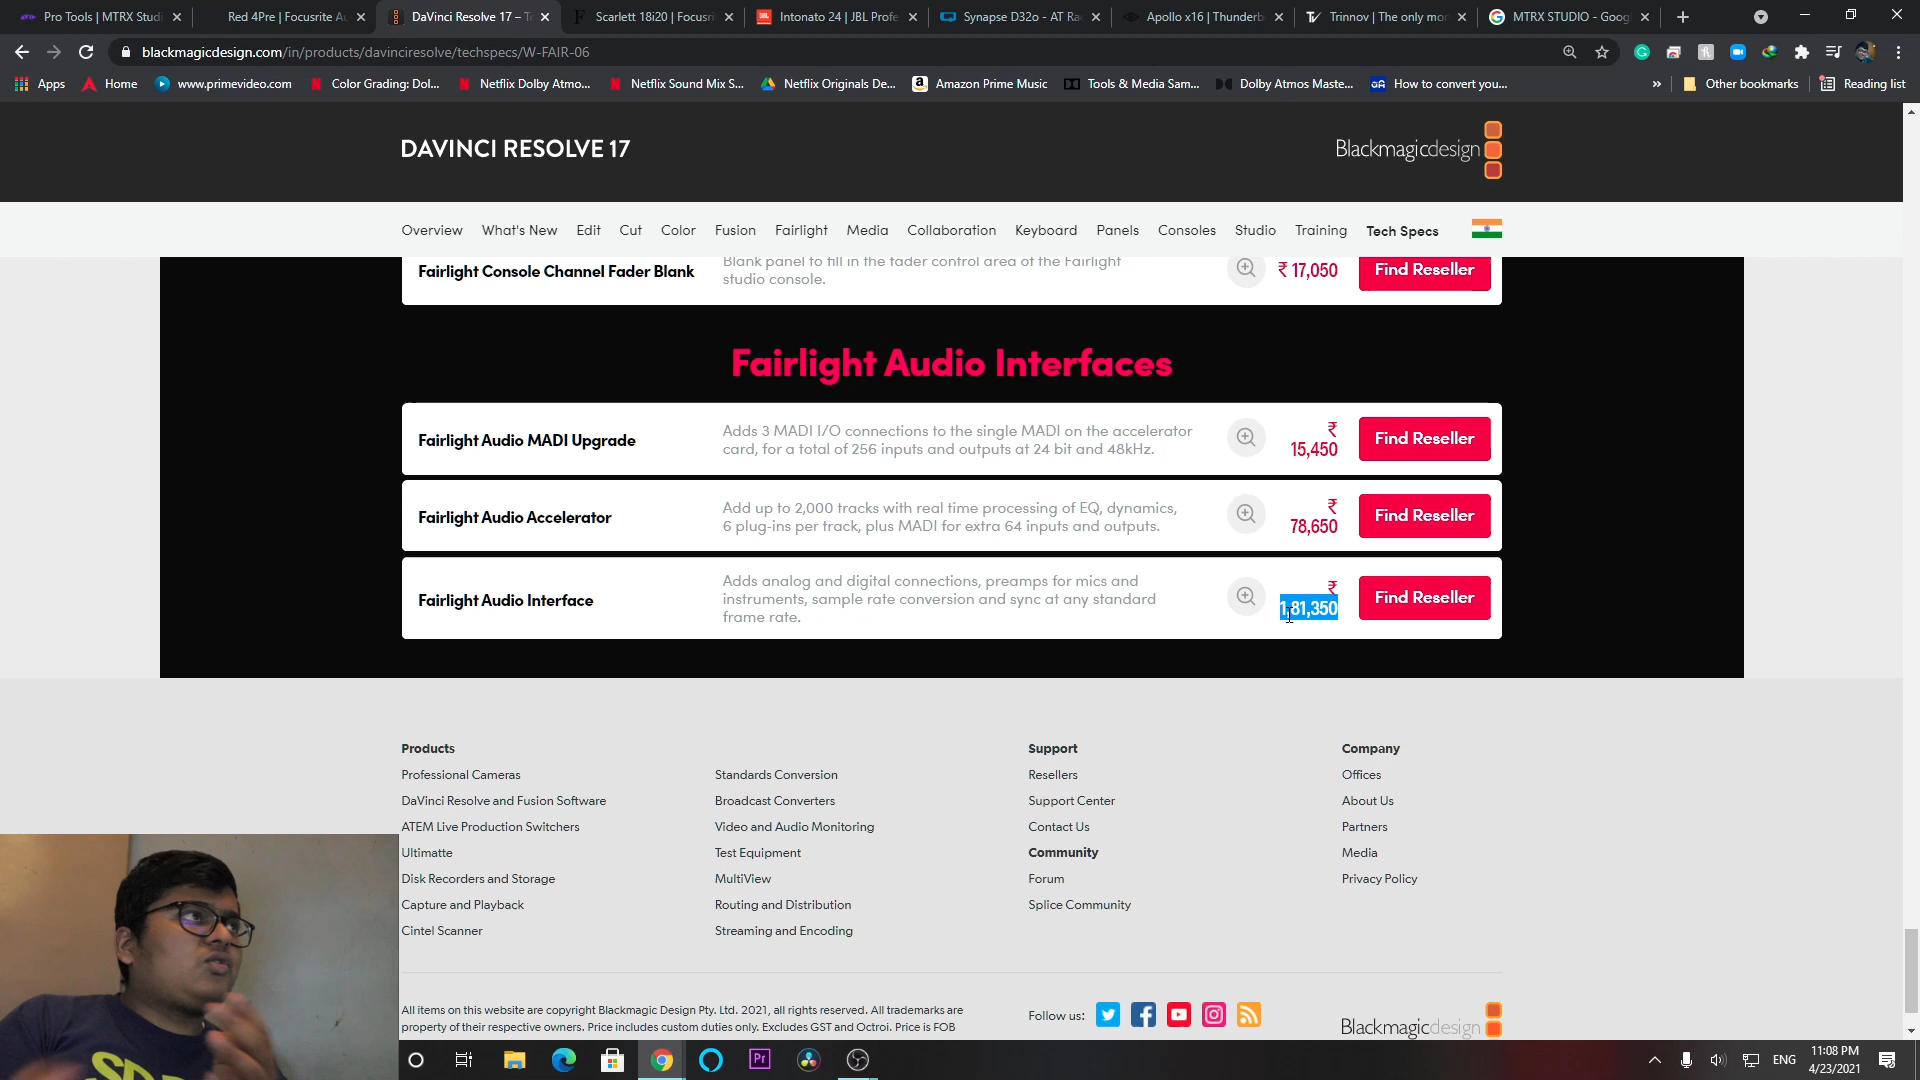 Pro Tools | MTRX Studi
Red 4Pre | Focusrite Au
DaVinci Resolve 17 – Te
Scarlett 18i20 | Focusri
JBL
Intonato 24 | JBL Profe
Synapse D32o - AT Ra
Apollo x16 | Thunderb
Trinnov | The only mor
MTRX STUDIO - Goog
blackmagicdesign.com/in/products/davinciresolve/techspecs/W-FAIR-06
Apps
Home
www.primevideo.com
Color Grading: Dol...
Netflix Dolby Atmo...
Netflix Sound Mix S...
Netflix Originals De...
Amazon Prime Music
Tools & Media Sam...
Dolby Atmos Maste...
How to convert you...
»
Other bookmarks
Reading list
DAVINCI RESOLVE 17
Blackmagicdesign
Overview
What's New
Edit
Cut
Color
Fusion
Fairlight
Media
Collaboration
Keyboard
Panels
Consoles
Studio
Training
Tech Specs
Fairlight Console Channel Fader Blank
Blank panel to fill in the fader control area of the Fairlight
studio console.
₹ 17,050
Find Reseller
Fairlight Audio Interfaces
Fairlight Audio MADI Upgrade
Adds 3 MADI I/O connections to the single MADI on the accelerator
card, for a total of 256 inputs and outputs at 24 bit and 48kHz.
₹
15,450
Find Reseller
Fairlight Audio Accelerator
Add up to 2,000 tracks with real time processing of EQ, dynamics,
6 plug-ins per track, plus MADI for extra 64 inputs and outputs.
₹
78,650
Find Reseller
Fairlight Audio Interface
Adds analog and digital connections, preamps for mics and
instruments, sample rate conversion and sync at any standard
frame rate.
₹
1,81,350
Find Reseller
Products
Professional Cameras
DaVinci Resolve and Fusion Software
ATEM Live Production Switchers
Ultimatte
Disk Recorders and Storage
Capture and Playback
Cintel Scanner
Standards Conversion
Broadcast Converters
Video and Audio Monitoring
Test Equipment
MultiView
Routing and Distribution
Streaming and Encoding
Support
Resellers
Support Center
Contact Us
Community
Forum
Splice Community
Company
Offices
About Us
Partners
Media
Privacy Policy
All items on this website are copyright Blackmagic Design Pty. Ltd. 2021, all rights reserved. All trademarks are
property of their respective owners. Price includes custom duties only. Excludes GST and Octroi. Price is FOB
Follow us:
Blackmagicdesign
Pr
ENG
11:08 PM
4/23/2021